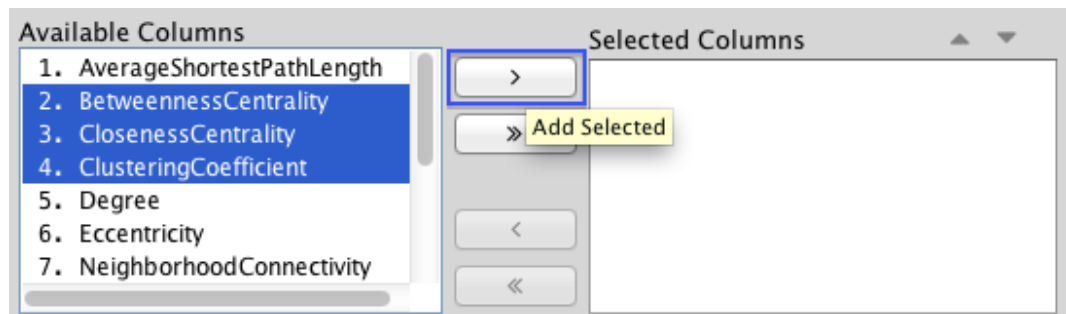 Available Columns
1. AverageShortestPathLength
2. BetweennessCentrality
3. ClosenessCentrality
4. ClusteringCoefficient
5. Degree
6. Eccentricity
7. NeighborhoodConnectivity
>
»
Add Selected
<
«
Selected Columns